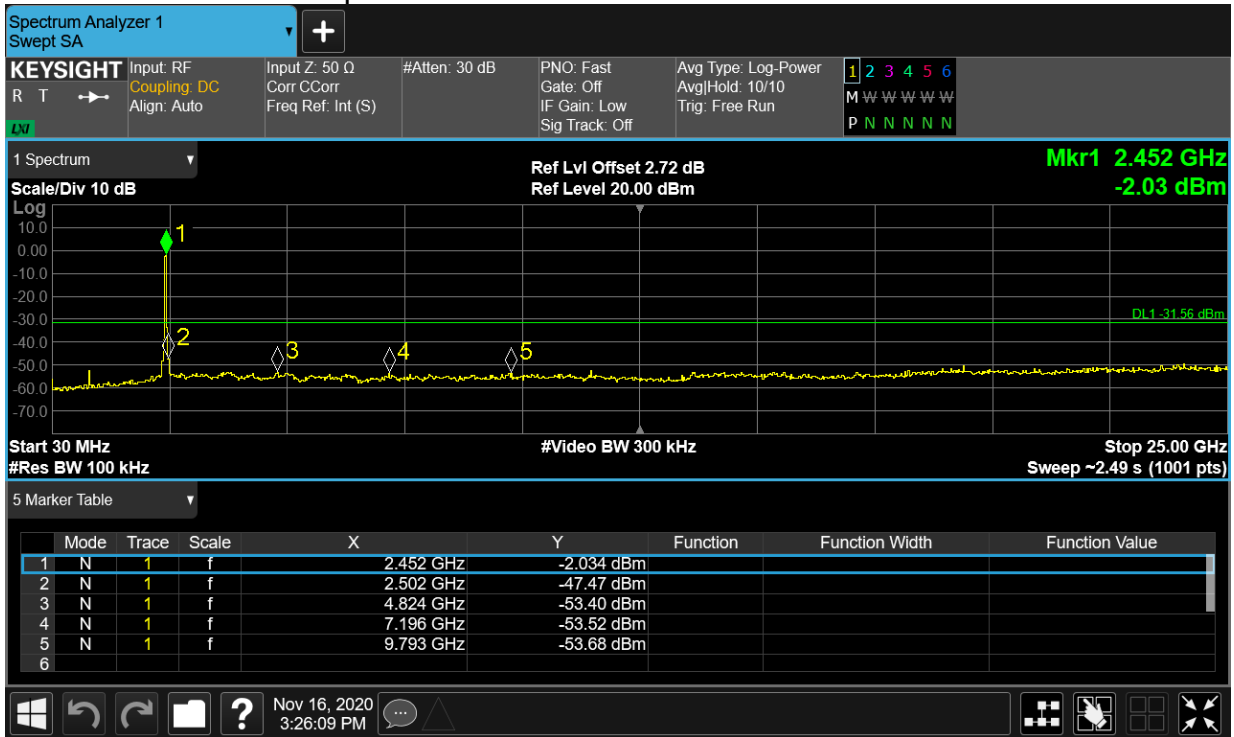 Spectrum Analyzer 1
Swept SA
+
KEYSIGHT Input: RF Input Z: 50 Ω #Atten: 30 dB PNO: Fast Avg Type: Log-Power 1 2 3 4 5 6
R T Coupling: DC Corr CCorr Gate: Off Avg|Hold: 10/10 M W W W W W
Align: Auto Freq Ref: Int (S) IF Gain: Low Trig: Free Run
LXI Sig Track: Off P N N N N N
1 Spectrum Ref Lvl Offset 2.72 dB Mkr1 2.452 GHz
Scale/Div 10 dB Ref Level 20.00 dBm -2.03 dBm
Log
10.0 1
0.00
-10.0
-20.0
-30.0 DL1 -31.56 dBm
-40.0 2 3 4 5
-50.0
-60.0
-70.0
Start 30 MHz #Video BW 300 kHz Stop 25.00 GHz
#Res BW 100 kHz Sweep ~2.49 s (1001 pts)
5 Marker Table
Mode Trace Scale X Y Function Function Width Function Value
1 N 1 f 2.452 GHz -2.034 dBm
2 N 1 f 2.502 GHz -47.47 dBm
3 N 1 f 4.824 GHz -53.40 dBm
4 N 1 f 7.196 GHz -53.52 dBm
5 N 1 f 9.793 GHz -53.68 dBm
6
? Nov 16, 2020
3:26:09 PM